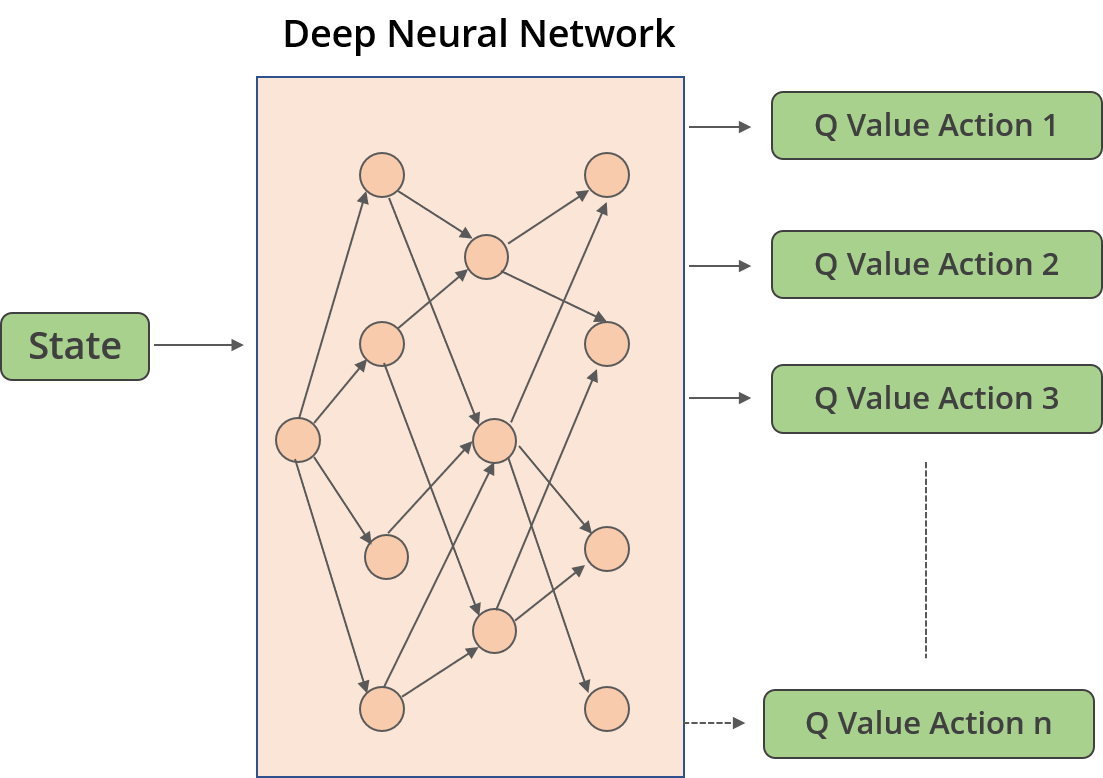 Deep Neural Network
State
Q Value Action 1
Q Value Action 2
Q Value Action 3
Q Value Action n